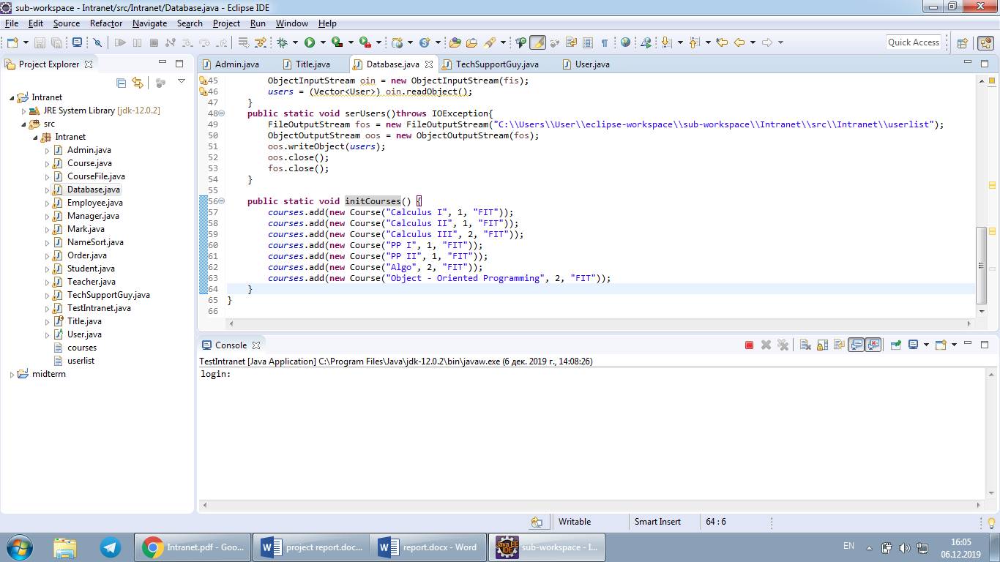 sub-workspace - Intranet/src/Intranet/Database.java - Eclipse IDE
File Edit Source Refactor Navigate Search Project Run Window Help
Quick Access
Project Explorer
Admin.java Title.java Database.java TechSupportGuy.java User.java
Intranet
JRE System Library [jdk-12.0.2]
src
Intranet
Admin.java
Course.java
CourseFile.java
Database.java
Employee.java
Manager.java
Mark.java
NameSort.java
Order.java
Student.java
Teacher.java
TechSupportGuy.java
TestIntranet.java
Title.java
User.java
courses
userlist
midterm
45 ObjectInputStream oin = new ObjectInputStream(fis);
46 users = (Vector<User>) oin.readObject();
47 }
48 public static void serUsers()throws IOException{
49 FileOutputStream fos = new FileOutputStream("C:\\Users\\User\\eclipse-workspace\\sub-workspace\\Intranet\\src\\Intranet\\userlist");
50 ObjectOutputStream oos = new ObjectOutputStream(fos);
51 oos.writeObject(users);
52 oos.close();
53 fos.close();
54 }
55
56 public static void initCourses() {
57 courses.add(new Course("Calculus I", 1, "FIT"));
58 courses.add(new Course("Calculus II", 1, "FIT"));
59 courses.add(new Course("Calculus III", 2, "FIT"));
60 courses.add(new Course("PP I", 1, "FIT"));
61 courses.add(new Course("PP II", 1, "FIT"));
62 courses.add(new Course("Algo", 2, "FIT"));
63 courses.add(new Course("Object - Oriented Programming", 2, "FIT"));
64 }
65 }
66
Console
TestIntranet [Java Application] C:\Program Files\Java\jdk-12.0.2\bin\javaw.exe (6 дек. 2019 г., 14:08:26)
login:
Writable Smart Insert 64 : 6
Intranet.pdf - Goo... project report.doc... report.docx - Word Java EE IDE sub-workspace - I... EN 16:05
06.12.2019